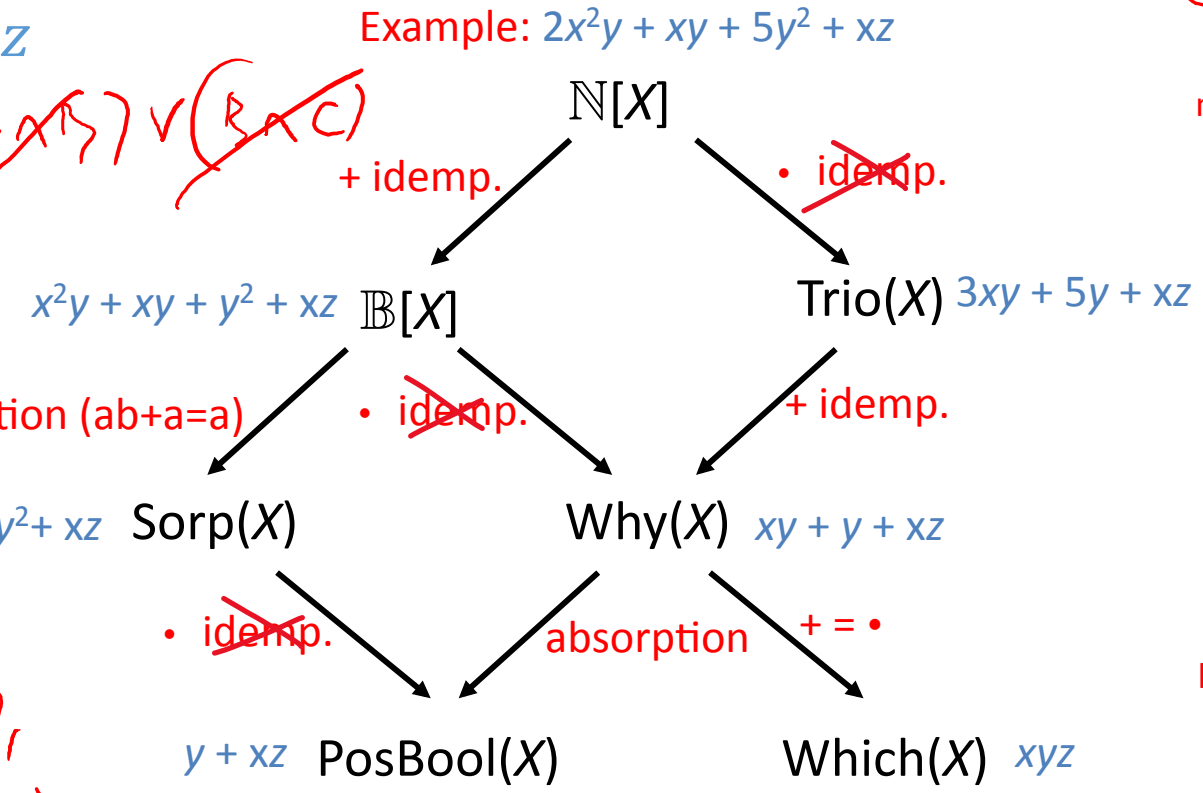 z
Example: 2x²y + xy + 5y² + xz
ℕ[X]
∧B) ∨ (B ∧ C)
+ idemp.
• idemp.
x²y + xy + y² + xz
𝔹[X]
Trio(X)
3xy + 5y + xz
tion (ab+a=a)
• idemp.
+ idemp.
y²+ xz
Sorp(X)
Why(X)
xy + y + xz
• idemp.
absorption
+ = •
y + xz
PosBool(X)
Which(X)
xyz